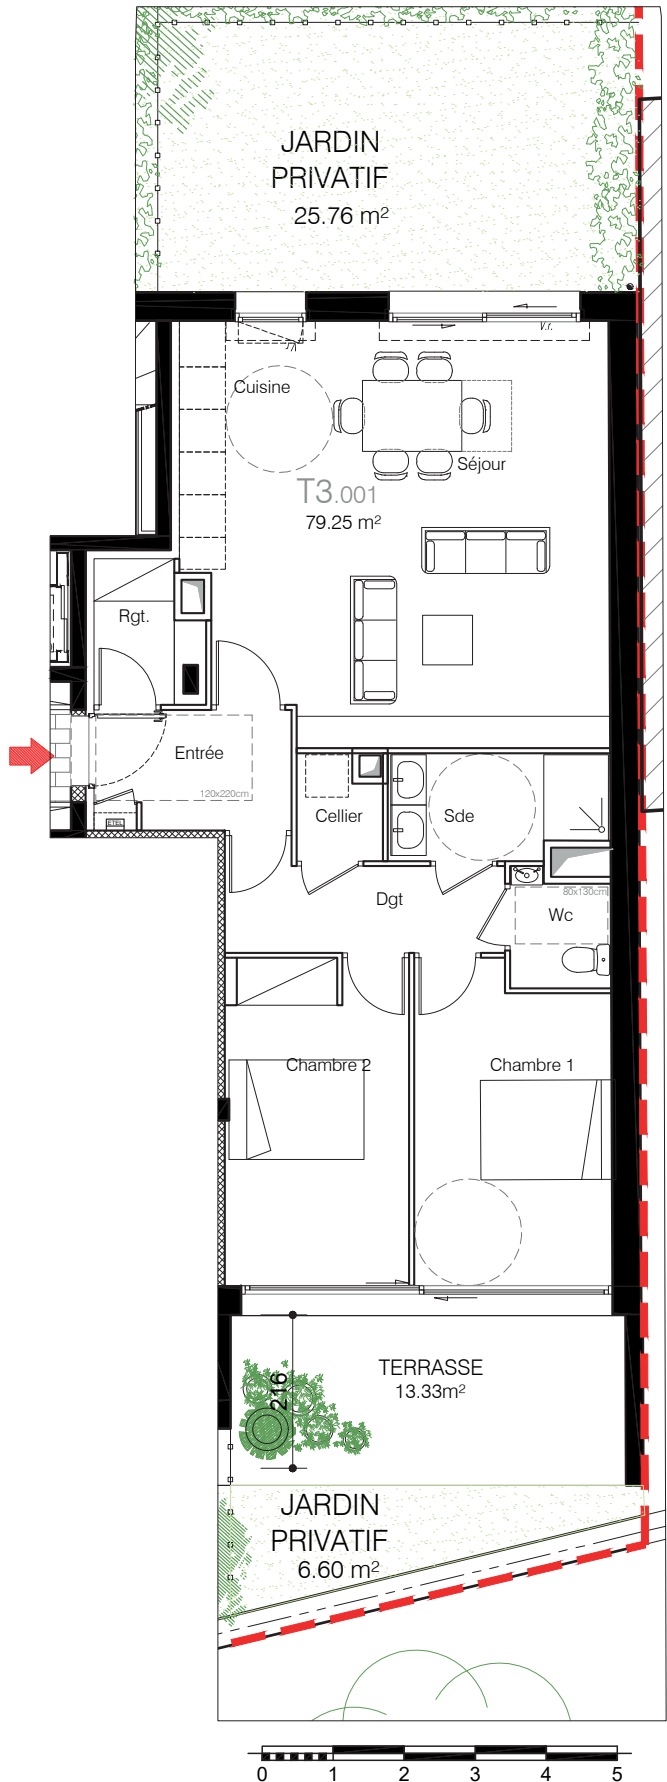 JARDIN
PRIVATIF
25.76 m²
V.r.
Cuisine
Séjour
T3.001
79.25 m²
Rgt.
Entrée
120x220cm
ETEL
Cellier
Sde
Dgt
80x130cm
Wc
Chambre 2
Chambre 1
TERRASSE
13.33m²
216
JARDIN
PRIVATIF
6.60 m²
0 1 2 3 4 5